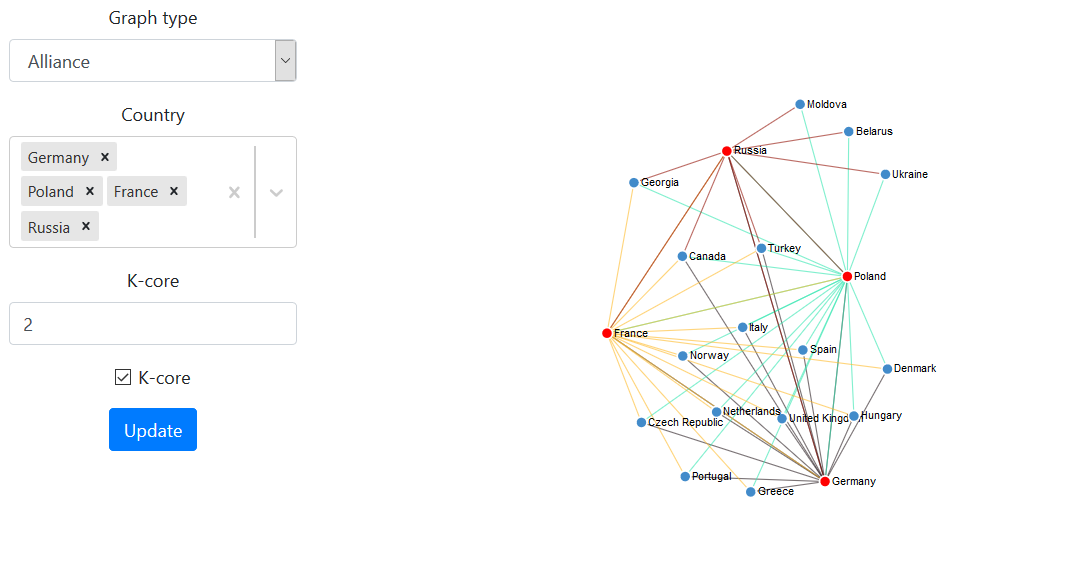 Graph type
Alliance
Country
Germany ×
Poland × France ×
Russia ×
K-core
2
K-core
Update
Moldova
Belarus
Russia
Ukraine
Georgia
Turkey
Canada
Poland
Italy
France
Spain
Norway
Denmark
Netherlands
Hungary
United Kingd
Czech Republic
Portugal
Germany
Greece